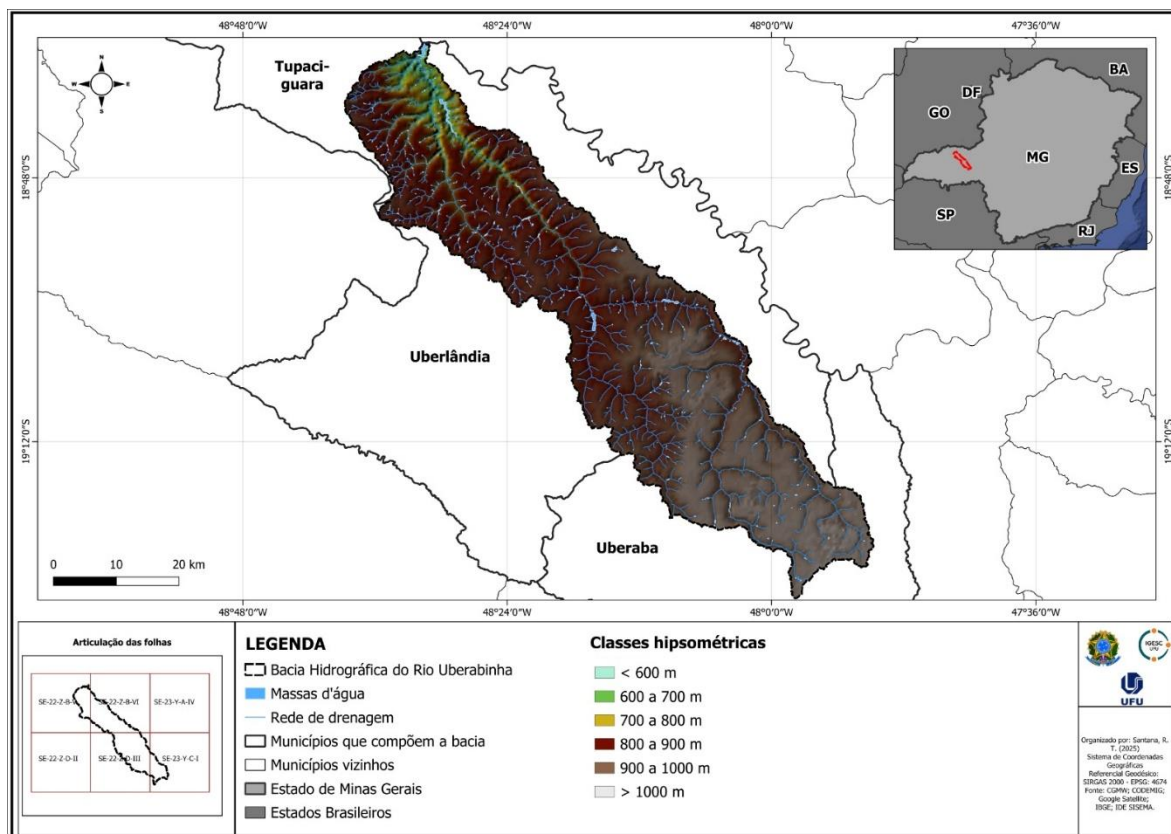 48°48'0"W
48°24'0"W
48°0'0"W
47°36'0"W
N
W
E
S
Tupaci-
guara
BA
DF
GO
MG
ES
SP
RJ
18°48'0"S
18°48'0"S
Uberlândia
19°12'0"S
19°12'0"S
Uberaba
0 10 20 km
48°48'0"W
48°24'0"W
48°0'0"W
47°36'0"W
Articulação das folhas
SE-22-Z-B-VI
SE-23-Y-A-IV
SE-22-Z-D-II
SE-23-Y-C-I
LEGENDA
Bacia Hidrográfica do Rio Uberabinha
Massas d'água
Rede de drenagem
Municípios que compõem a bacia
Municípios vizinhos
Estado de Minas Gerais
Estados Brasileiros
Classes hipsométricas
< 600 m
600 a 700 m
700 a 800 m
800 a 900 m
900 a 1000 m
> 1000 m
IGESC
UFU
UFU
Organizado por: Santana, R.
T. (2025)
Sistema de Coordenadas
Geográficas
Referencial Geodésico:
SIRGAS 2000 - EPSG: 4674
Fonte: CGMW; CODEMIG;
Google Satellite;
IBGE; IDE SISEMA.